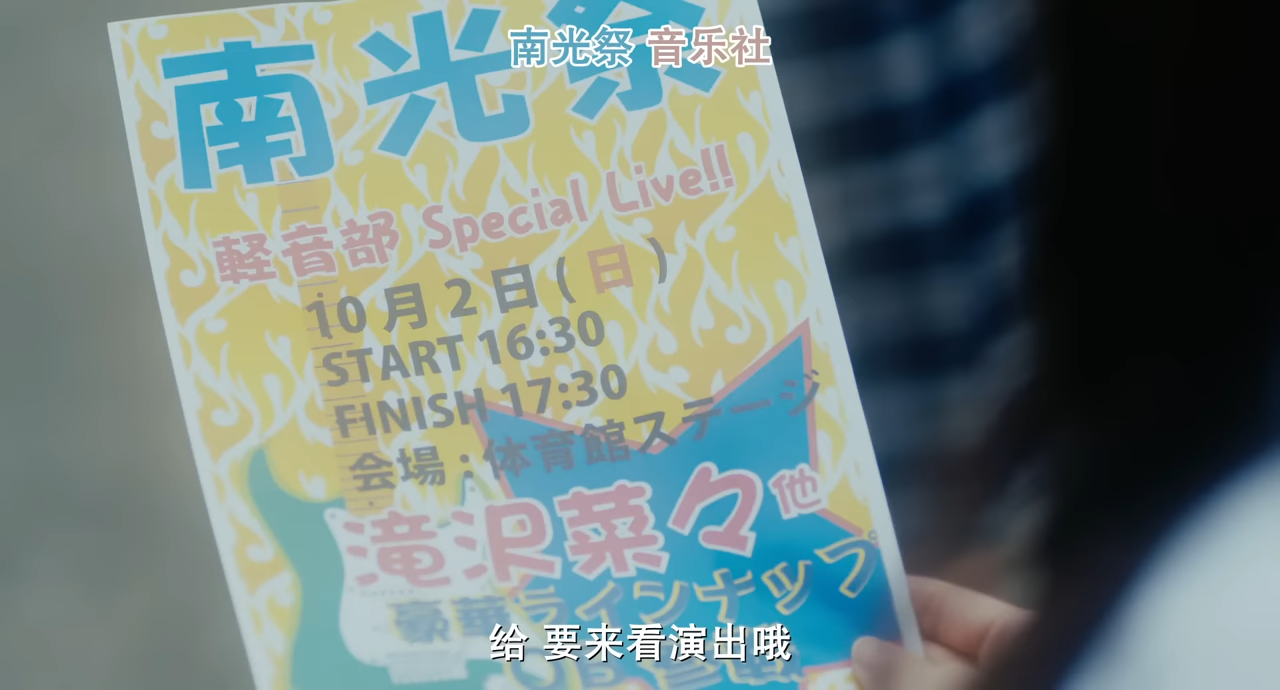 南光祭 音乐社
南光祭
軽音部 Special Live!!
10月2日(日)
START 16:30
FINISH 17:30
会場：体育館ステージ
滝沢菜々他
豪華ラインナップ
給 要来看演出哦